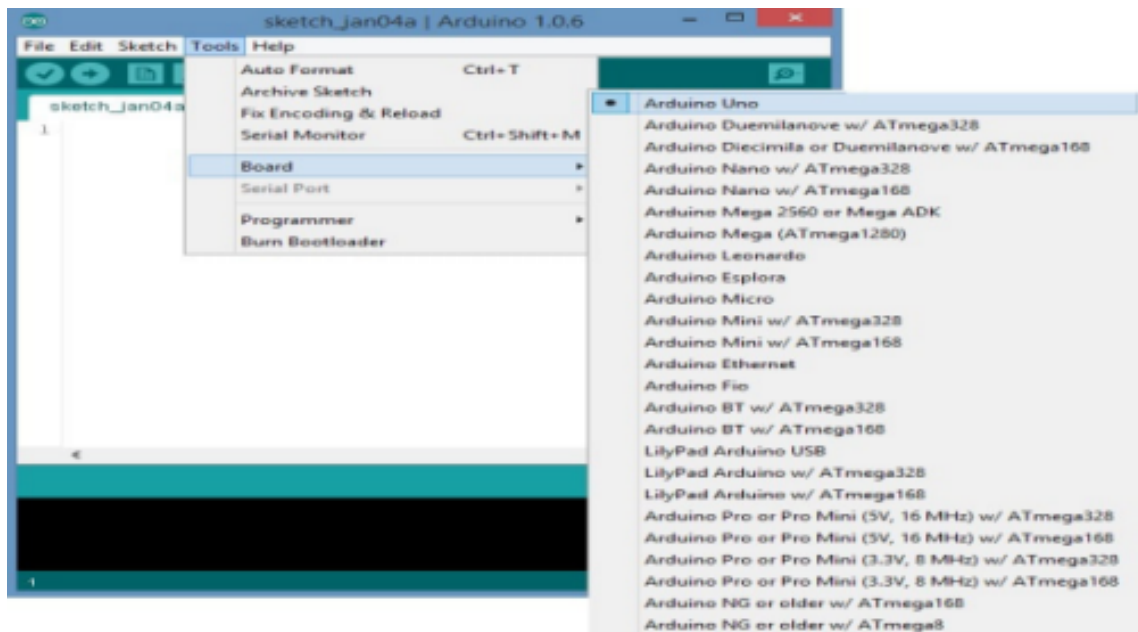 sketch_jan04a | Arduino 1.0.6
File Edit Sketch Tools Help
sketch_jan04a
1
Auto Format Ctrl+T
Archive Sketch
Fix Encoding & Reload
Serial Monitor Ctrl+Shift+M
Board
Serial Port
Programmer
Burn Bootloader
Arduino Uno
Arduino Duemilanove w/ ATmega328
Arduino Diecimila or Duemilanove w/ ATmega168
Arduino Nano w/ ATmega328
Arduino Nano w/ ATmega168
Arduino Mega 2560 or Mega ADK
Arduino Mega (ATmega1280)
Arduino Leonardo
Arduino Esplora
Arduino Micro
Arduino Mini w/ ATmega328
Arduino Mini w/ ATmega168
Arduino Ethernet
Arduino Fio
Arduino BT w/ ATmega328
Arduino BT w/ ATmega168
LilyPad Arduino USB
LilyPad Arduino w/ ATmega328
LilyPad Arduino w/ ATmega168
Arduino Pro or Pro Mini (5V, 16 MHz) w/ ATmega328
Arduino Pro or Pro Mini (5V, 16 MHz) w/ ATmega168
Arduino Pro or Pro Mini (3.3V, 8 MHz) w/ ATmega328
Arduino Pro or Pro Mini (3.3V, 8 MHz) w/ ATmega168
Arduino NG or older w/ ATmega168
Arduino NG or older w/ ATmega8
1